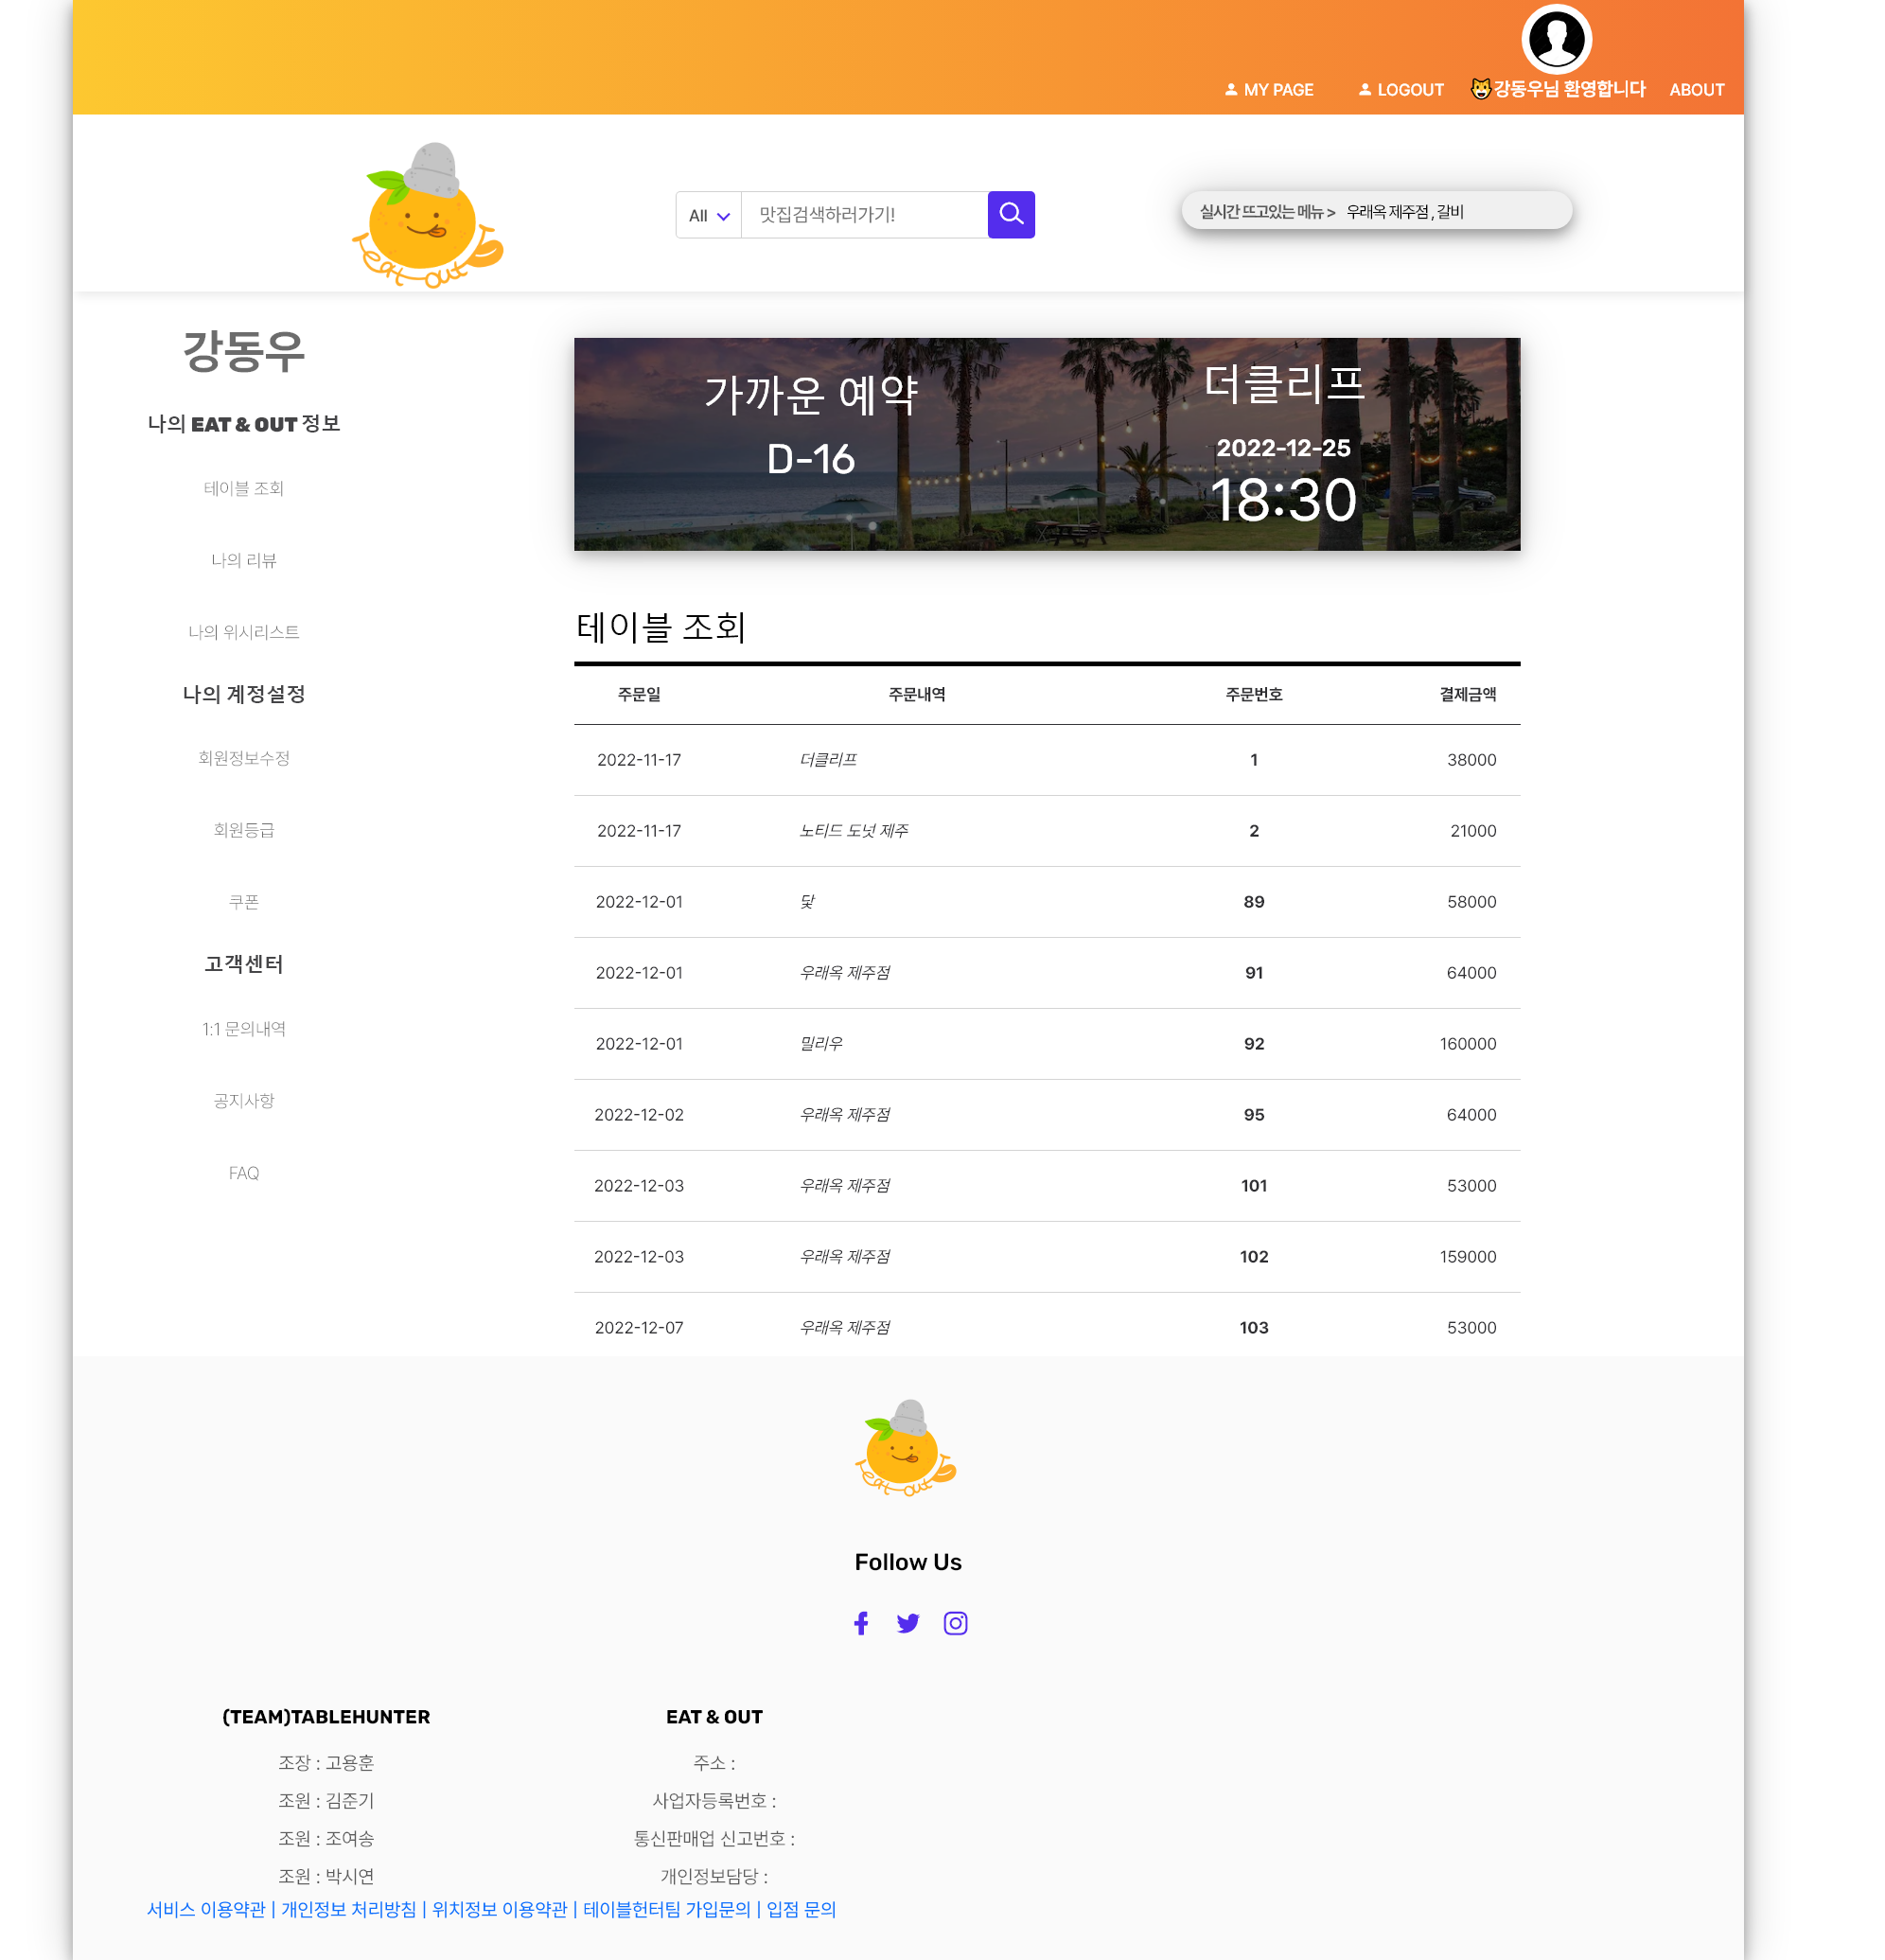 MY PAGE LOGOUT 강동우님 환영합니다 ABOUT
eat out
All 맛집검색하러가기!
실시간 뜨고있는 메뉴 > 우래옥 제주점 , 갈비
강동우
나의 EAT & OUT 정보
테이블 조회
나의 리뷰
나의 위시리스트
나의 계정설정
회원정보수정
회원등급
쿠폰
고객센터
1:1 문의내역
공지사항
FAQ
가까운 예약
D-16
더클리프
2022-12-25
18:30
테이블 조회
주문일 주문내역 주문번호 결제금액
2022-11-17 더클리프 1 38000
2022-11-17 노티드 도넛 제주 2 21000
2022-12-01 닻 89 58000
2022-12-01 우래옥 제주점 91 64000
2022-12-01 밀리우 92 160000
2022-12-02 우래옥 제주점 95 64000
2022-12-03 우래옥 제주점 101 53000
2022-12-03 우래옥 제주점 102 159000
2022-12-07 우래옥 제주점 103 53000
eat out
Follow Us
(TEAM)TABLEHUNTER
조장 : 고용훈
조원 : 김준기
조원 : 조여송
조원 : 박시연
EAT & OUT
주소 :
사업자등록번호 :
통신판매업 신고번호 :
개인정보담당 :
서비스 이용약관 | 개인정보 처리방침 | 위치정보 이용약관 | 테이블헌터팀 가입문의 | 입점 문의